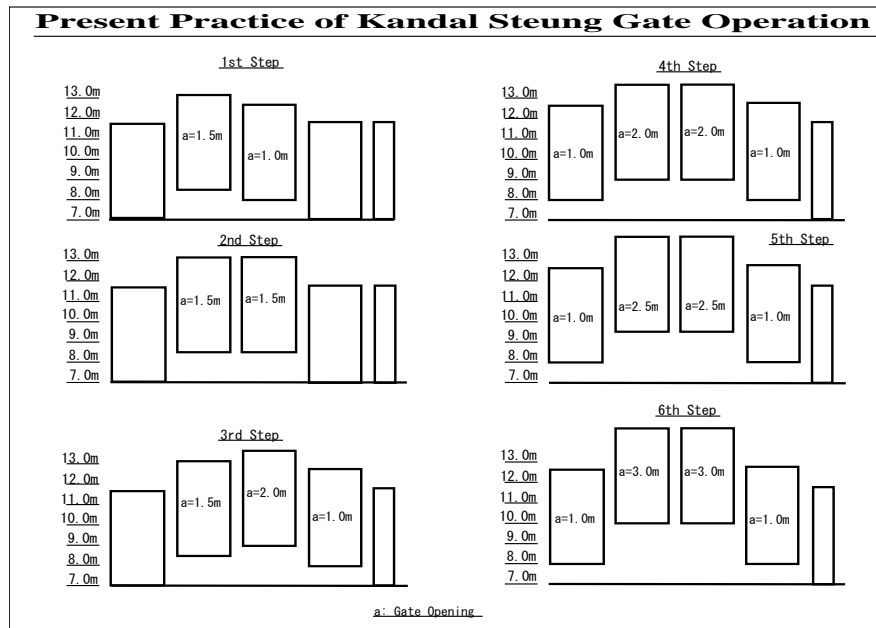 Present Practice of Kandal Steung Gate Operation
1st Step
13.0m
12.0m
11.0m
10.0m
9.0m
8.0m
7.0m
a=1.5m
a=1.0m
2nd Step
13.0m
12.0m
11.0m
10.0m
9.0m
8.0m
7.0m
a=1.5m
a=1.5m
3rd Step
13.0m
12.0m
11.0m
10.0m
9.0m
8.0m
7.0m
a=1.5m
a=2.0m
a=1.0m
4th Step
13.0m
12.0m
11.0m
10.0m
9.0m
8.0m
7.0m
a=1.0m
a=2.0m
a=2.0m
a=1.0m
5th Step
13.0m
12.0m
11.0m
10.0m
9.0m
8.0m
7.0m
a=1.0m
a=2.5m
a=2.5m
a=1.0m
6th Step
13.0m
12.0m
11.0m
10.0m
9.0m
8.0m
7.0m
a=1.0m
a=3.0m
a=3.0m
a=1.0m
a: Gate Opening